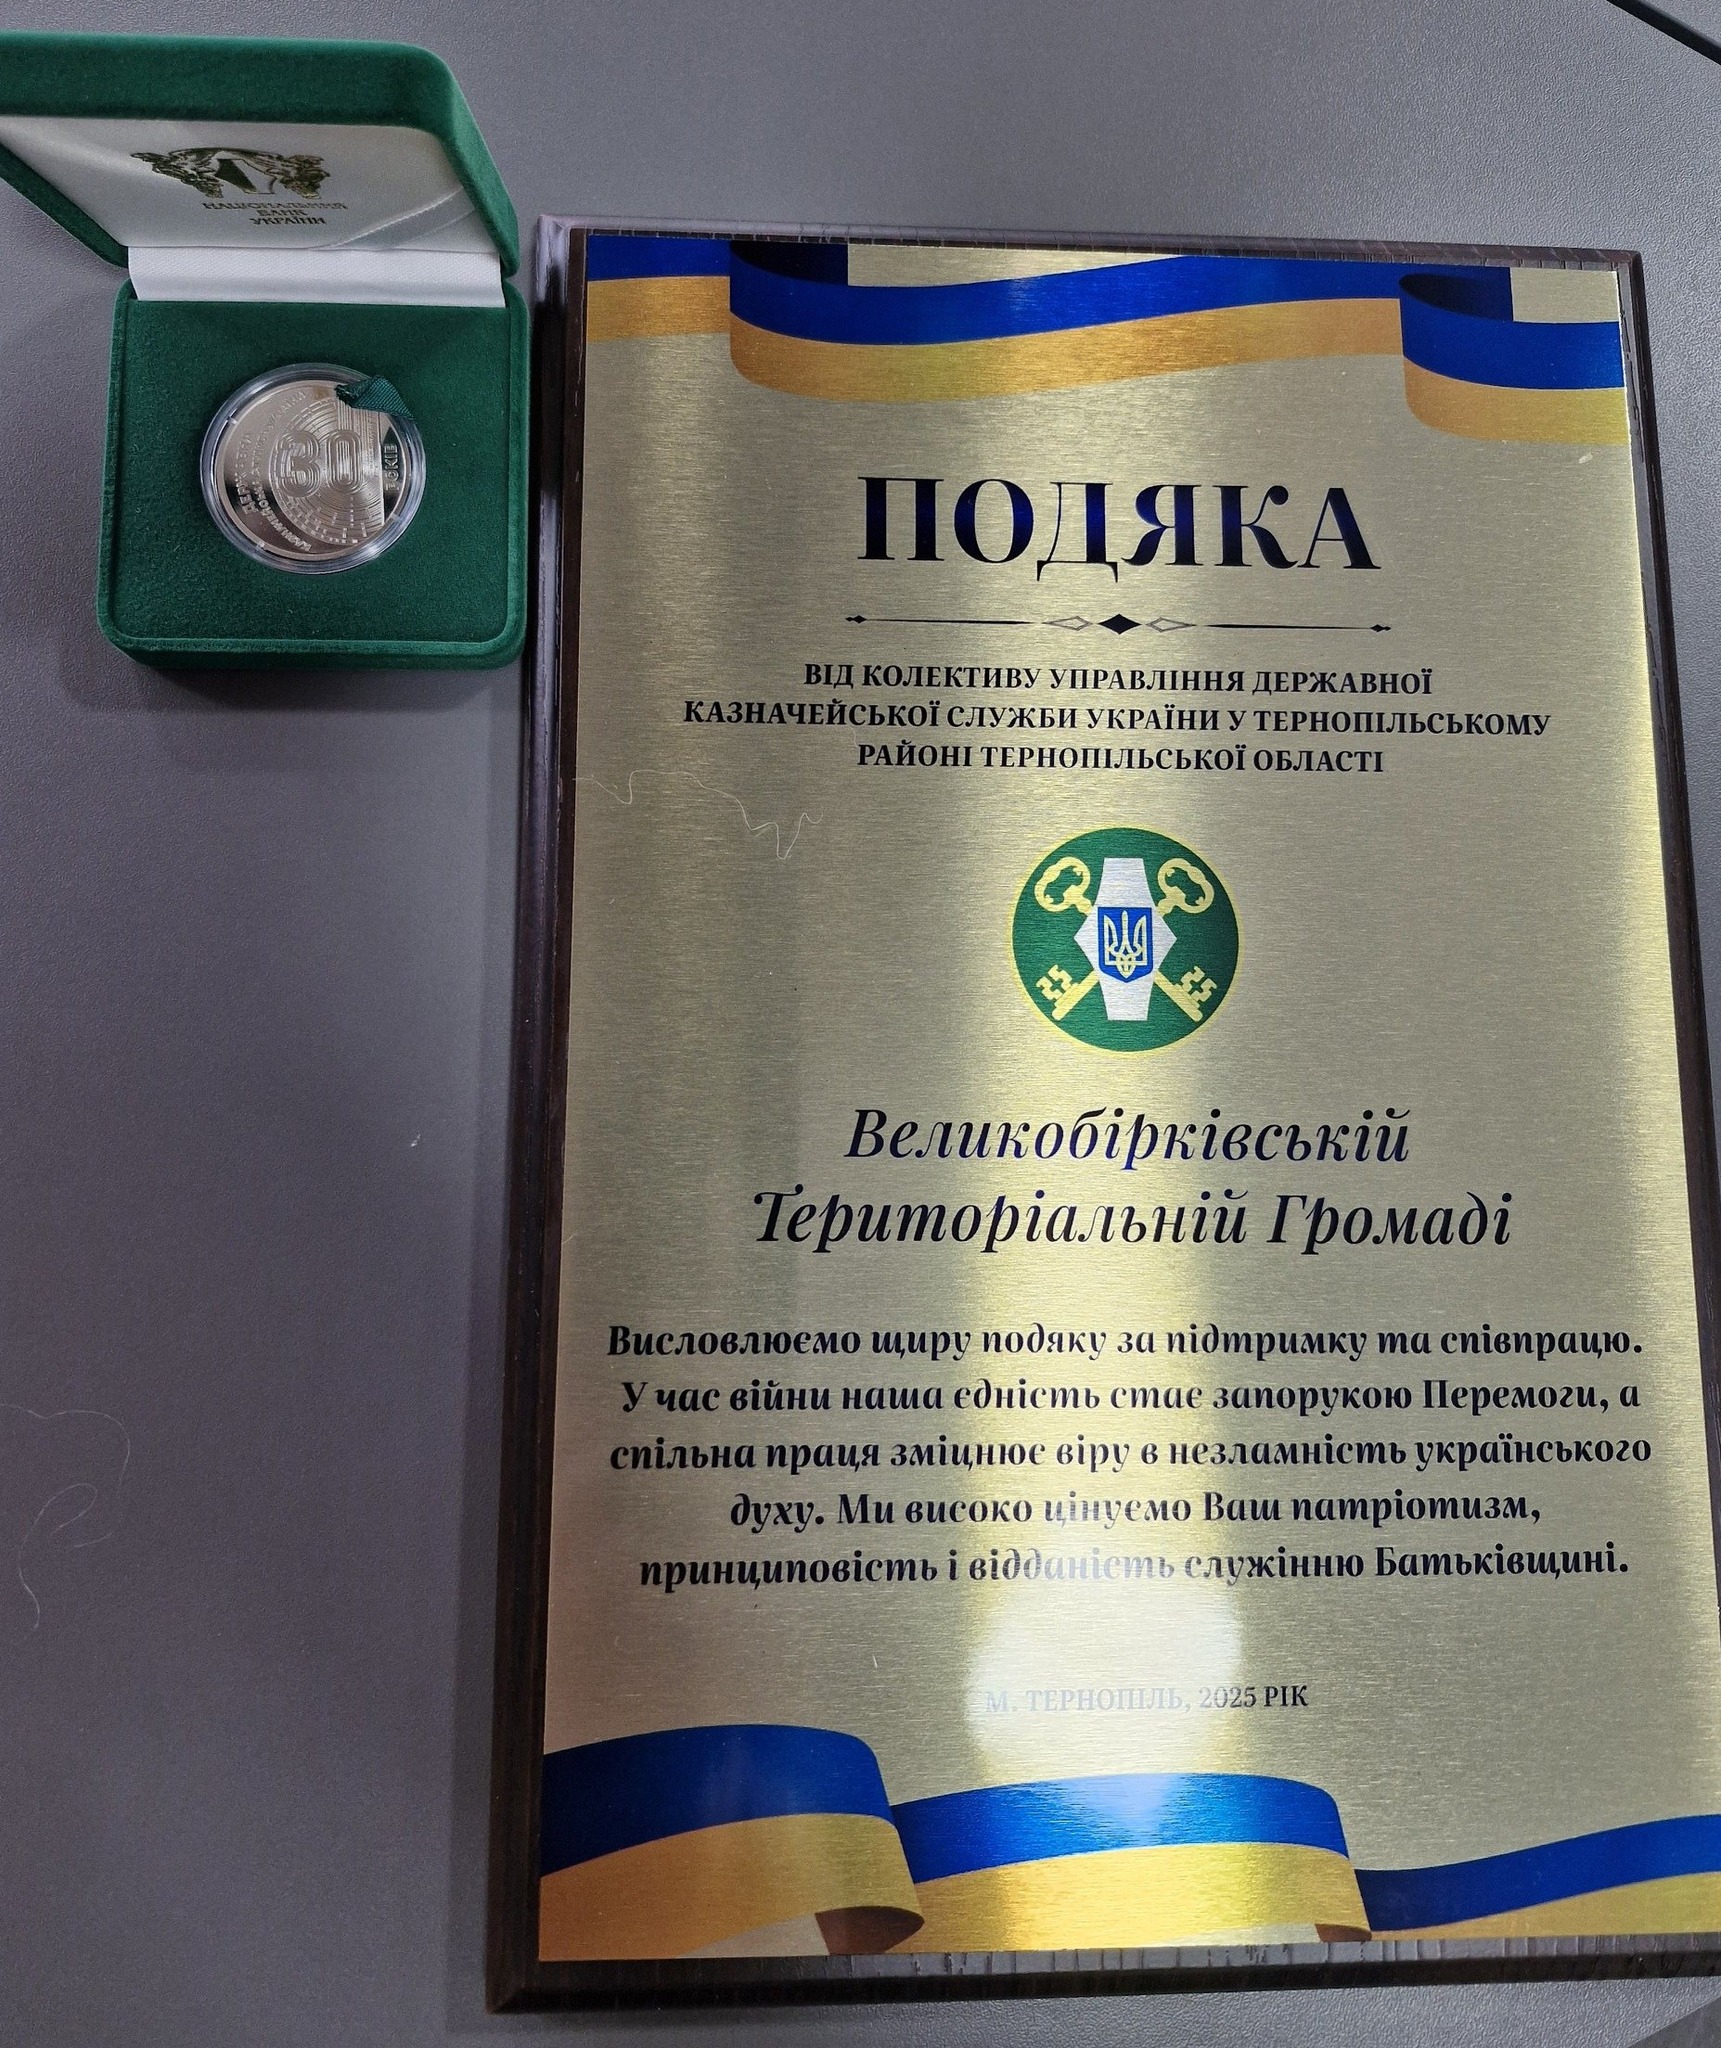 НАЦІОНАЛЬНИЙ
БАНК
УКРАЇНИ
30
РОКІВ
ПОДЯКА
ВІД КОЛЕКТИВУ УПРАВЛІННЯ ДЕРЖАВНОЇ
КАЗНАЧЕЙСЬКОЇ СЛУЖБИ УКРАЇНИ У ТЕРНОПІЛЬСЬКОМУ
РАЙОНІ ТЕРНОПІЛЬСЬКОЇ ОБЛАСТІ
Великобірківській
Територіальній Громаді
Висловлюємо щиру подяку за підтримку та співпрацю.
У час війни наша єдність стає запорукою Перемоги, а
спільна праця зміцнює віру в незламність українського
духу. Ми високо цінуємо Ваш патріотизм,
принциповість і відданість служінню Батьківщині.
М. ТЕРНОПІЛЬ, 2025 РІК